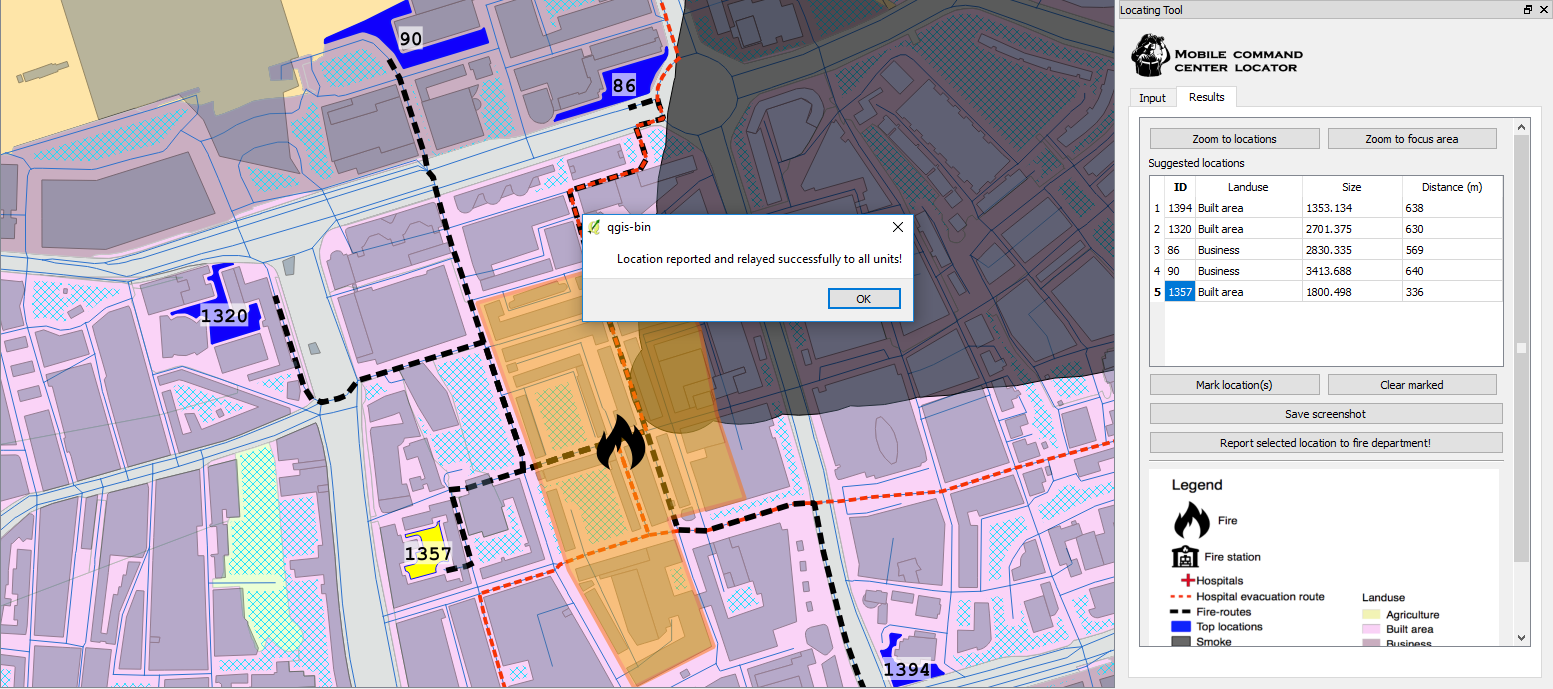 90
86
1320
1357
1394
qgis-bin
Location reported and relayed successfully to all units!
OK
Locating Tool
MOBILE COMMAND
CENTER LOCATOR
Input Results
Zoom to locations Zoom to focus area
Suggested locations
ID Landuse Size Distance (m)
1 1394 Built area 1353.134 638
2 1320 Built area 2701.375 630
3 86 Business 2830.335 569
4 90 Business 3413.688 640
5 1357 Built area 1800.498 336
Mark location(s) Clear marked
Save screenshot
Report selected location to fire department!
Legend
Fire
Fire station
Hospitals
Hospital evacuation route Landuse
Fire-routes Agriculture
Top locations Built area
Smoke Business